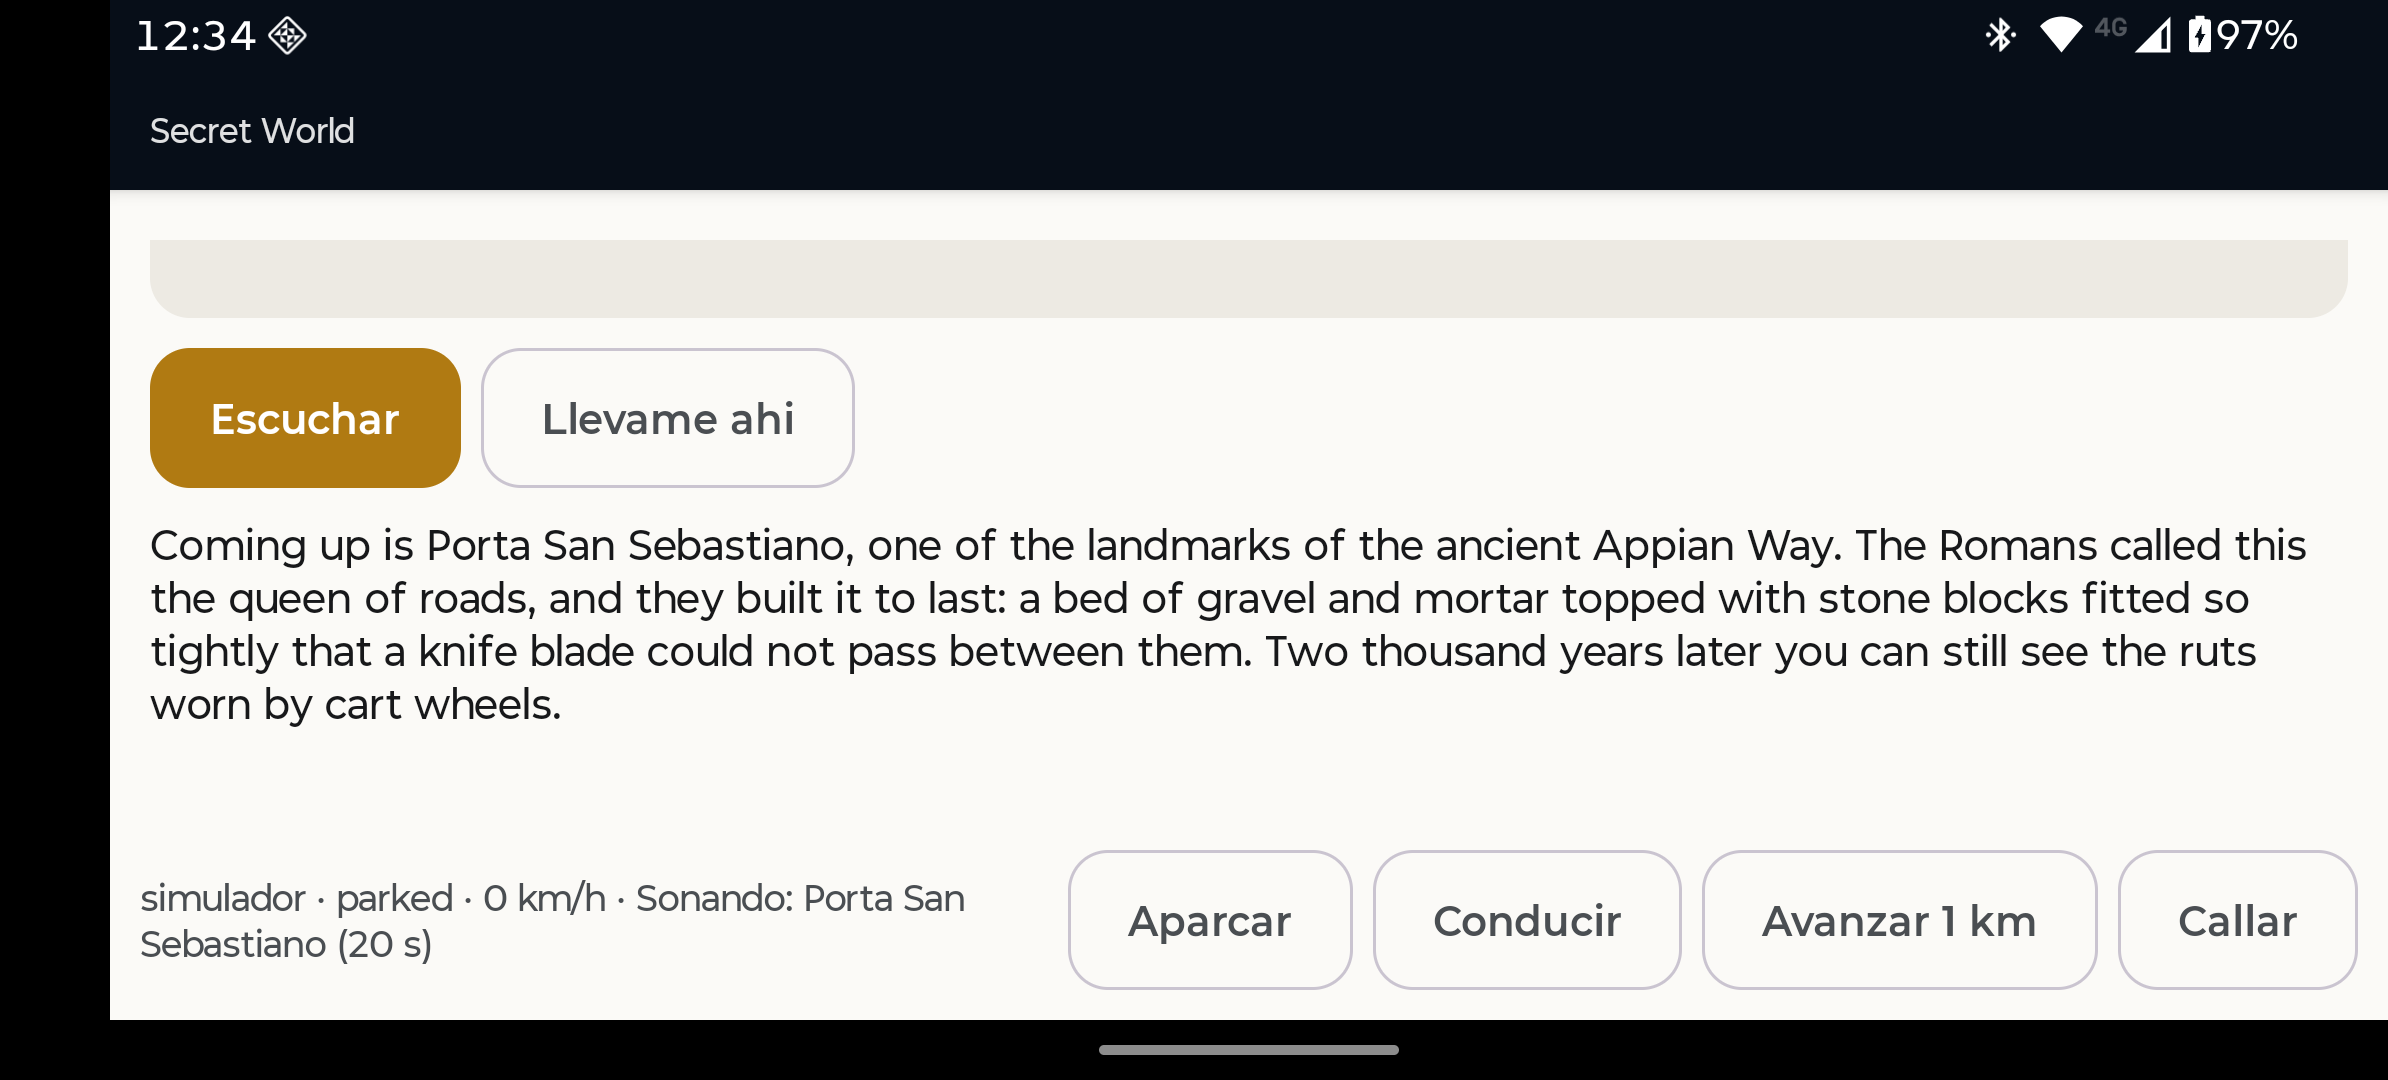 12:34
4G
97%
Secret World
Escuchar
Llevame ahi
Coming up is Porta San Sebastiano, one of the landmarks of the ancient Appian Way. The Romans called this
the queen of roads, and they built it to last: a bed of gravel and mortar topped with stone blocks fitted so
tightly that a knife blade could not pass between them. Two thousand years later you can still see the ruts
worn by cart wheels.
simulador · parked · 0 km/h · Sonando: Porta San
Sebastiano (20 s)
Aparcar
Conducir
Avanzar 1 km
Callar